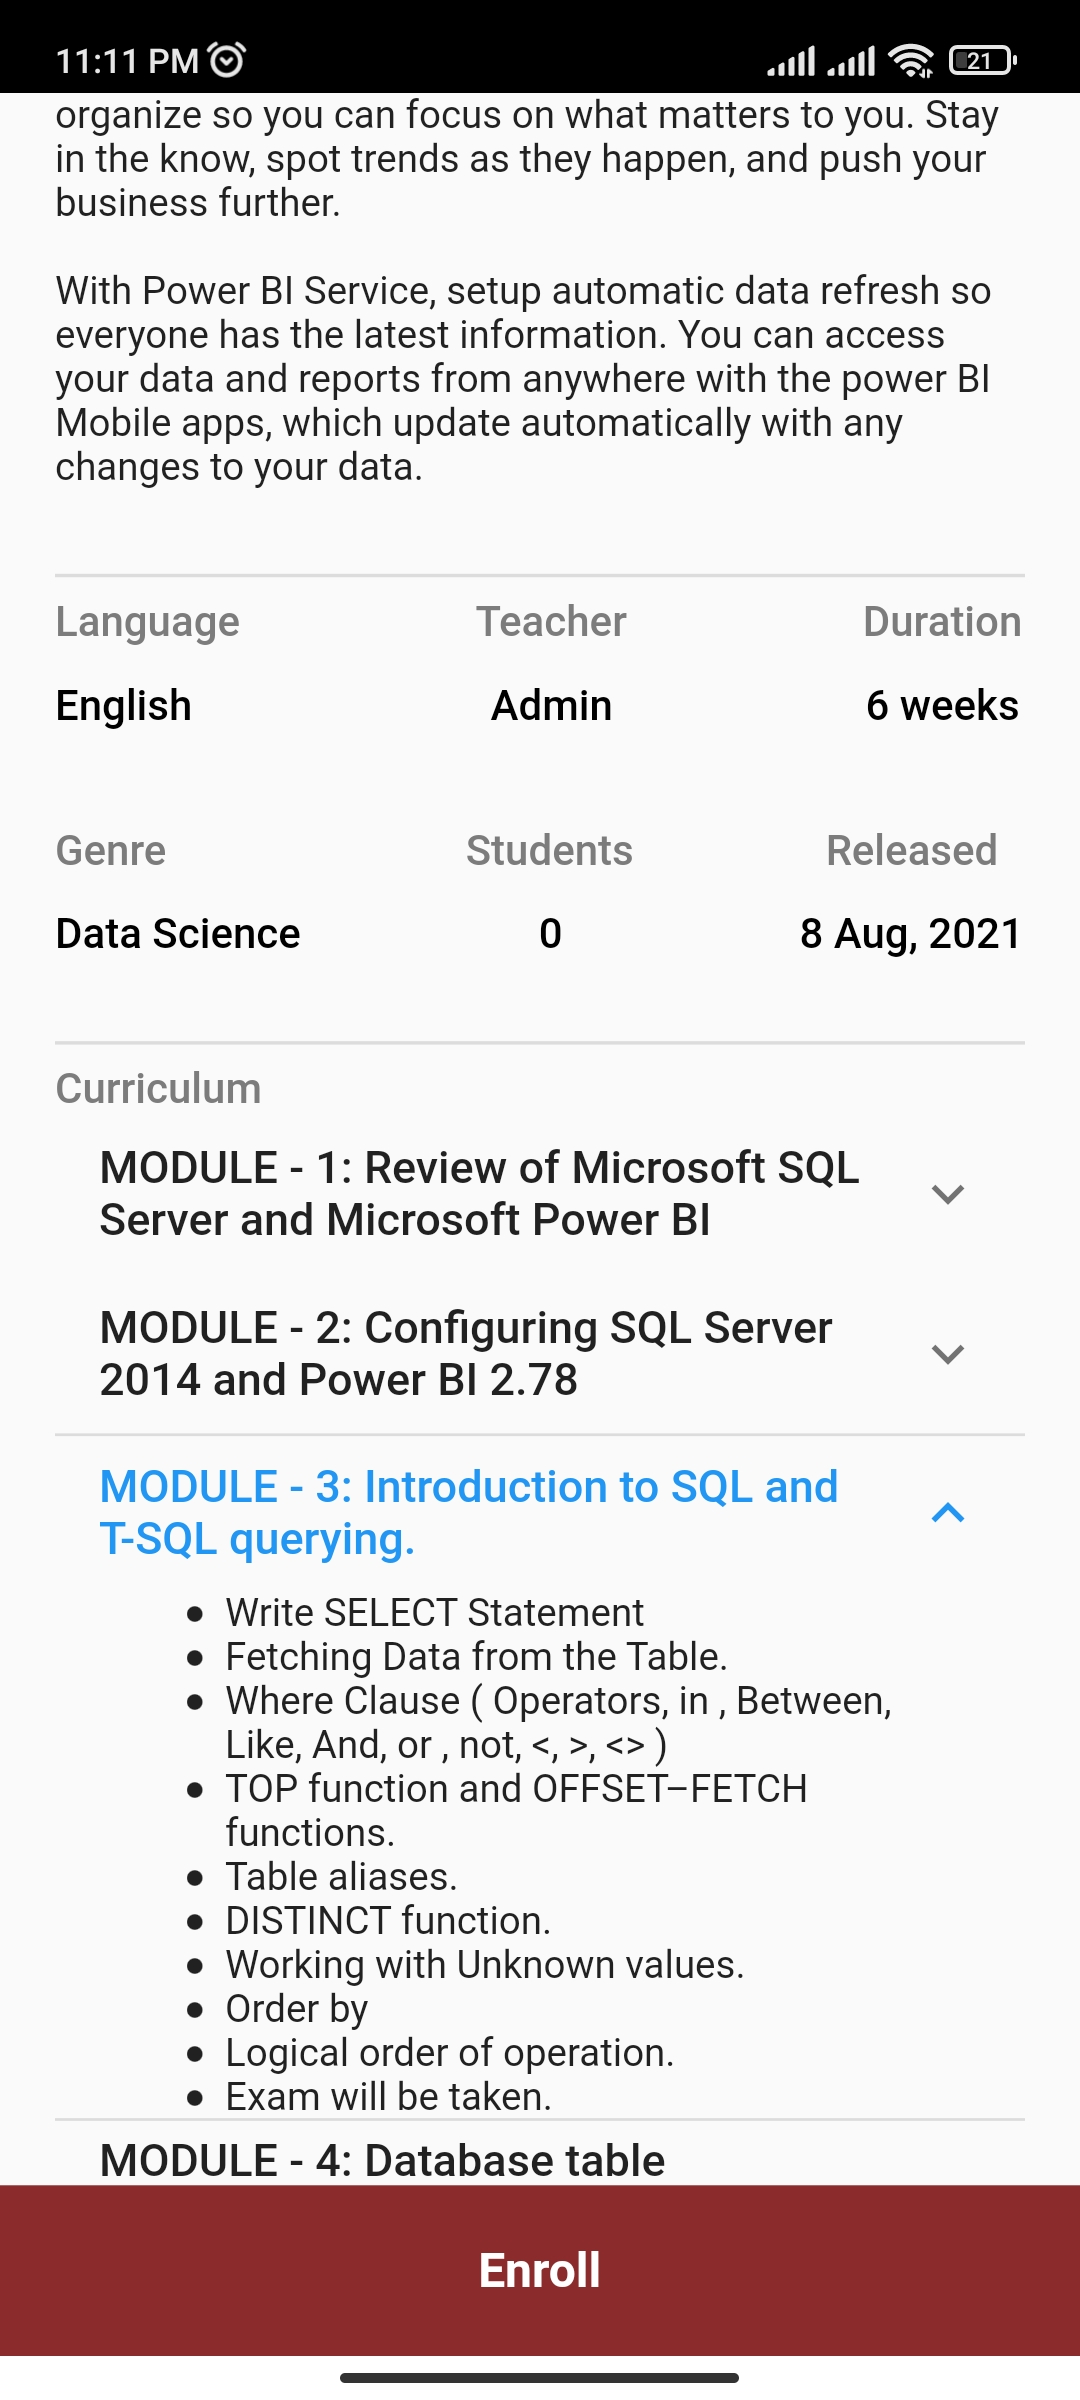 11:11 PM
21
organize so you can focus on what matters to you. Stay
in the know, spot trends as they happen, and push your
business further.
With Power BI Service, setup automatic data refresh so
everyone has the latest information. You can access
your data and reports from anywhere with the power BI
Mobile apps, which update automatically with any
changes to your data.
Language Teacher Duration
English Admin 6 weeks
Genre Students Released
Data Science 0 8 Aug, 2021
Curriculum
MODULE - 1: Review of Microsoft SQL
Server and Microsoft Power BI
MODULE - 2: Configuring SQL Server
2014 and Power BI 2.78
MODULE - 3: Introduction to SQL and
T-SQL querying.
• Write SELECT Statement
• Fetching Data from the Table.
• Where Clause ( Operators, in , Between,
Like, And, or , not, <, >, <> )
• TOP function and OFFSET–FETCH
functions.
• Table aliases.
• DISTINCT function.
• Working with Unknown values.
• Order by
• Logical order of operation.
• Exam will be taken.
MODULE - 4: Database table
Enroll